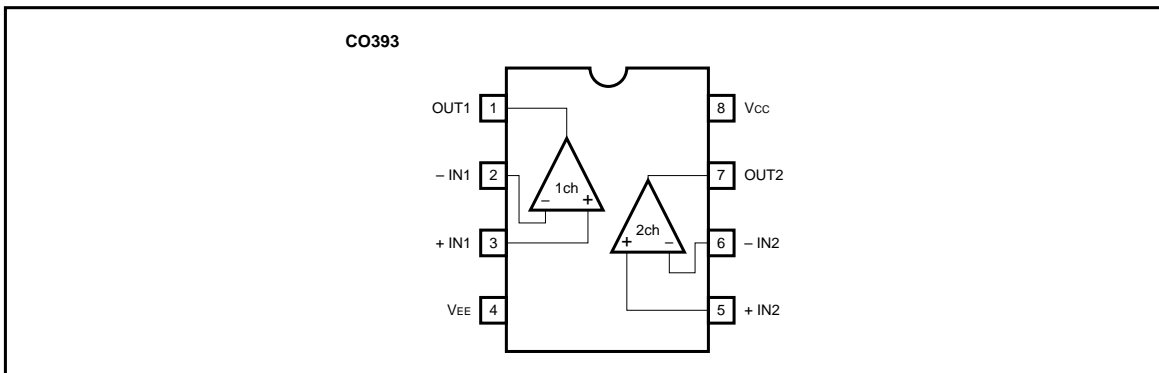 CO393
OUT1 1
– IN1 2
+ IN1 3
VEE 4
1ch
– +
2ch
+ –
8 Vcc
7 OUT2
6 – IN2
5 + IN2